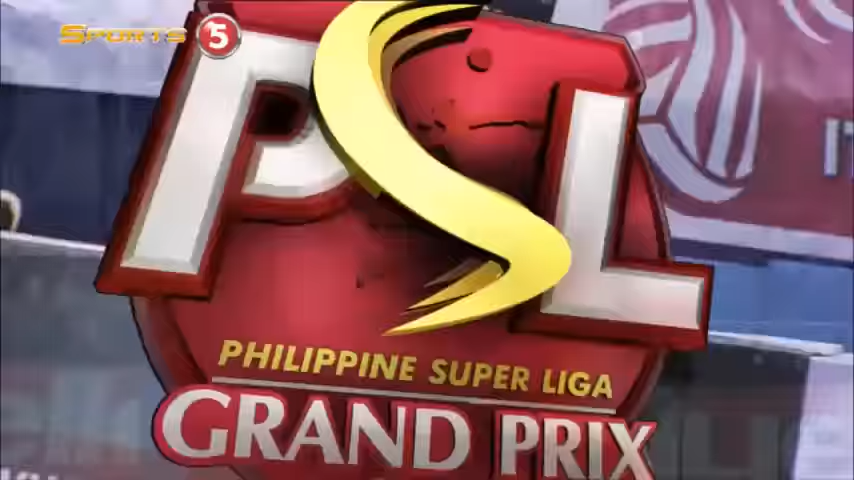 SPORTS 5
PSL
PHILIPPINE SUPER LIGA
GRAND PRIX